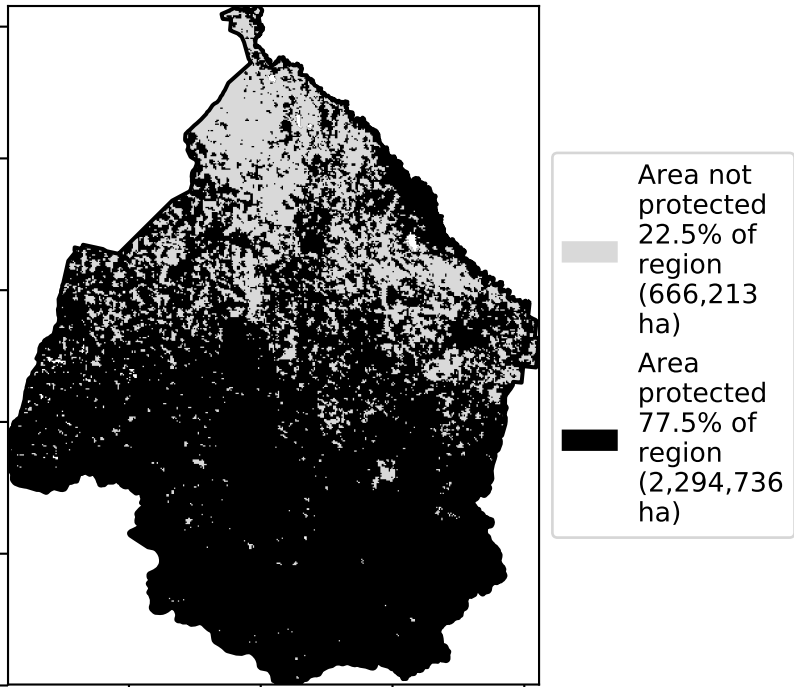 Area not
protected
22.5% of
region
(666,213
ha)
Area
protected
77.5% of
region
(2,294,736
ha)